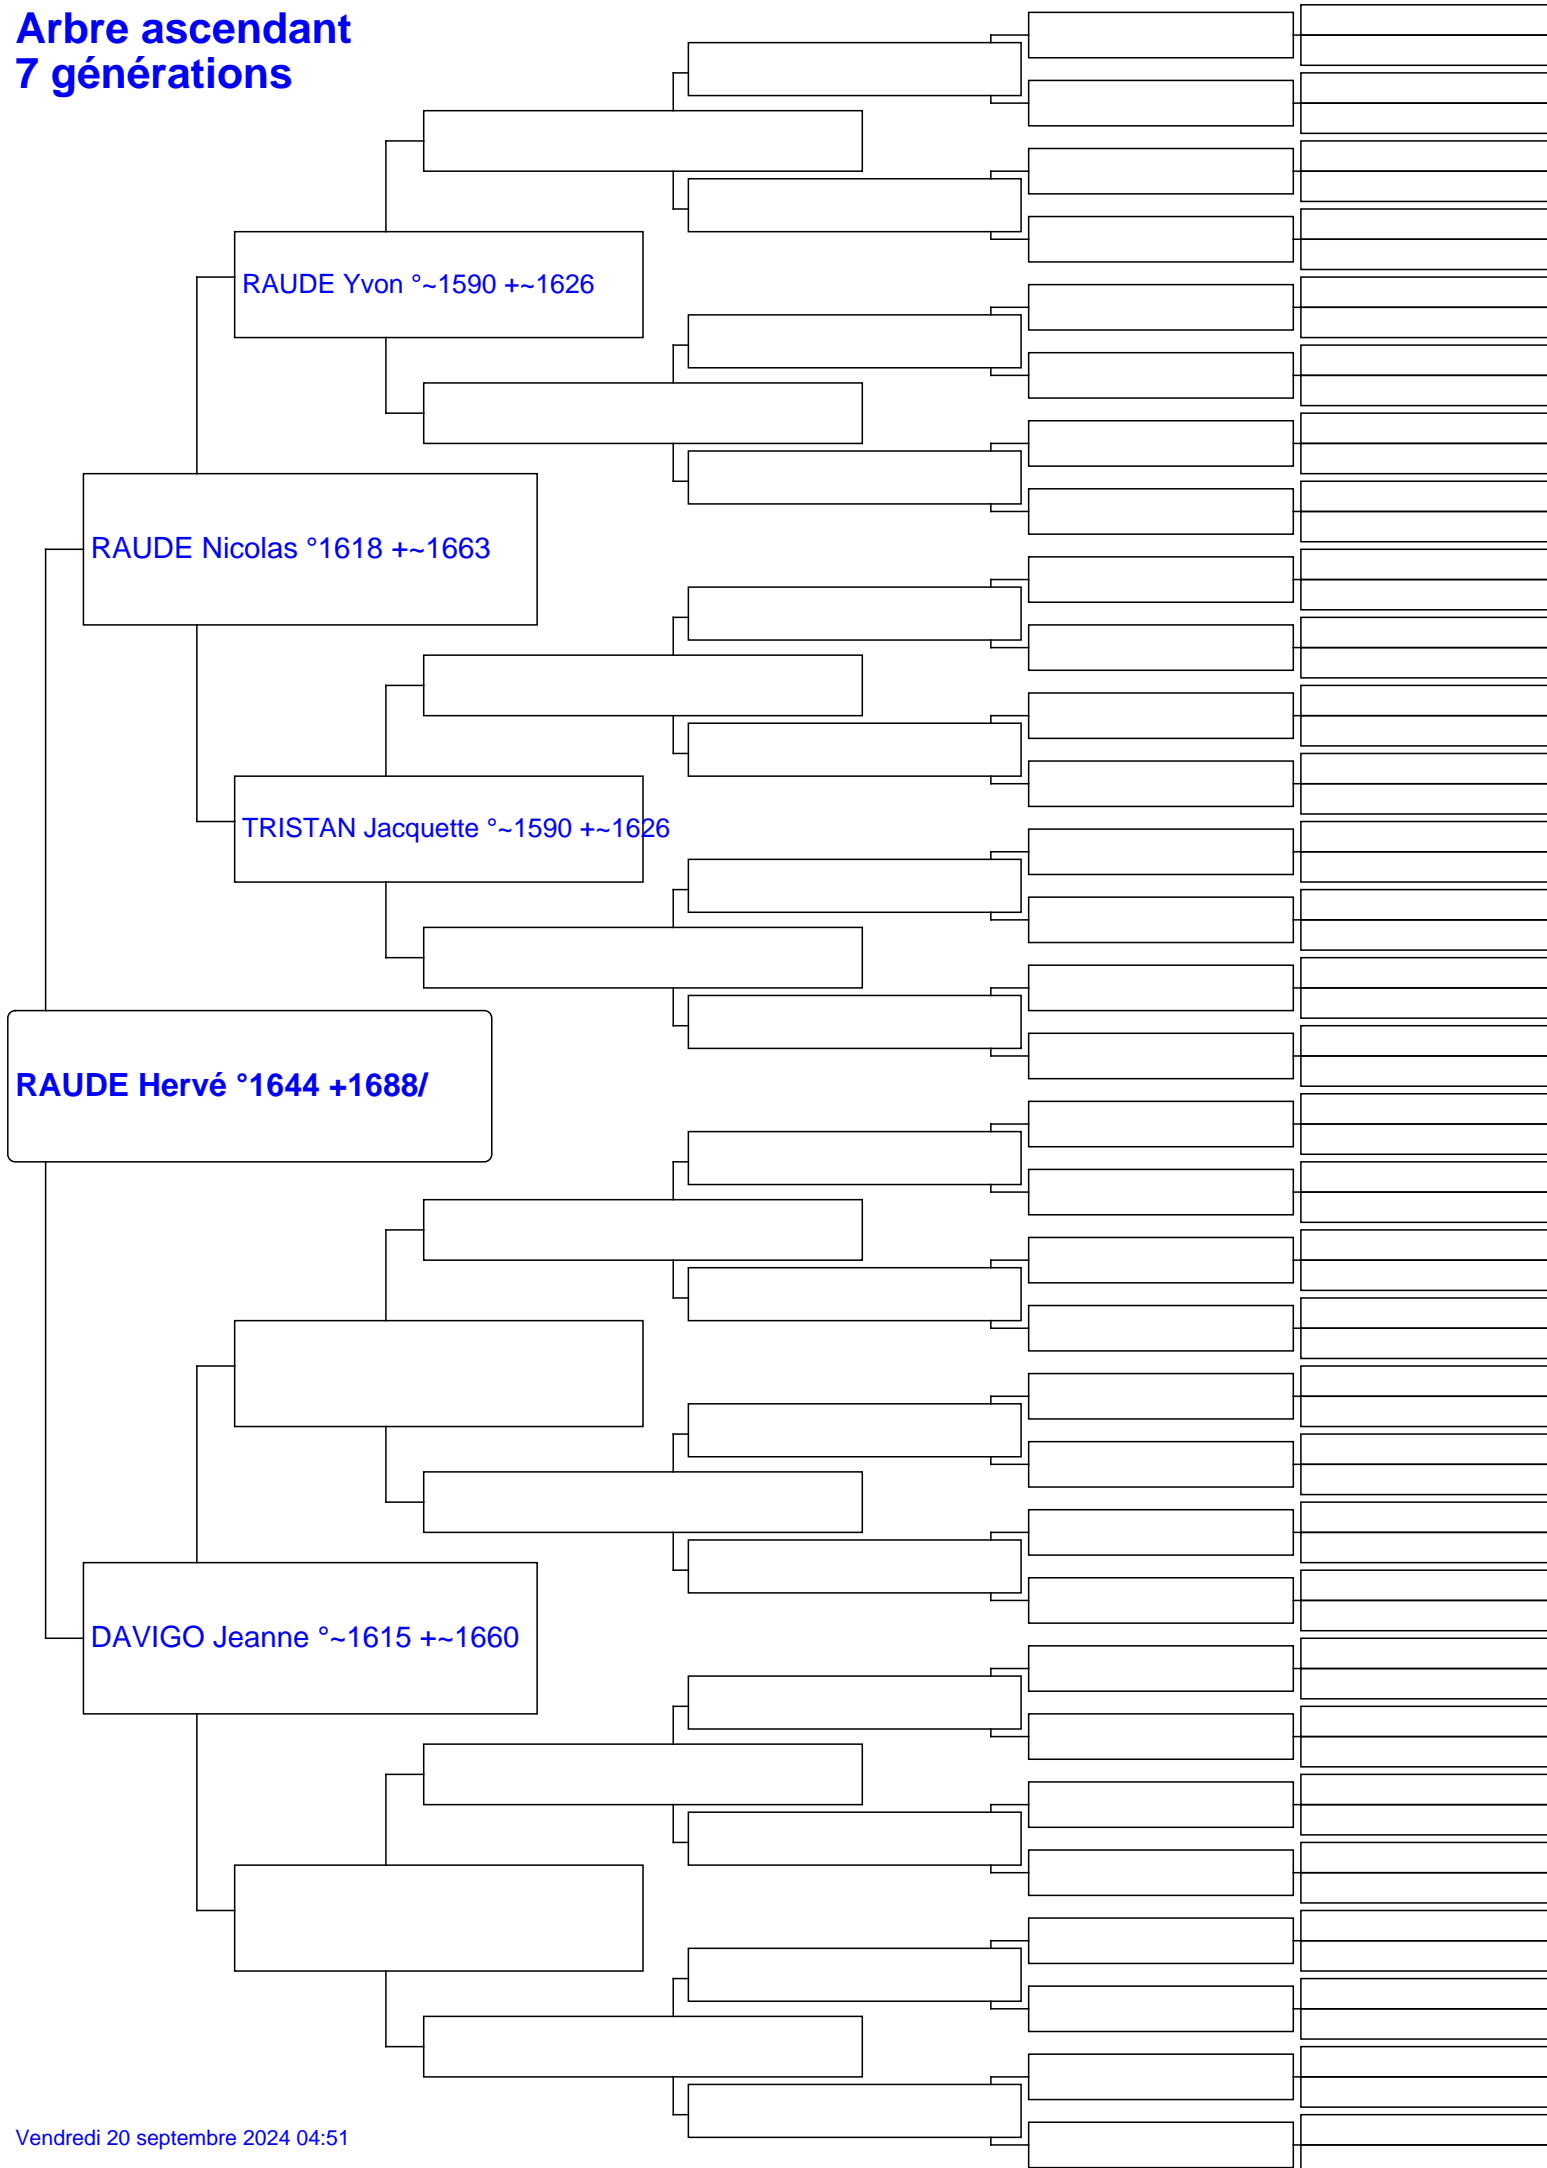 Arbre ascendant
7 générations
RAUDE Yvon °~1590 +~1626
RAUDE Nicolas °1618 +~1663
TRISTAN Jacquette °~1590 +~1626
RAUDE Hervé °1644 +1688/
DAVIGO Jeanne °~1615 +~1660
Vendredi 20 septembre 2024 04:51